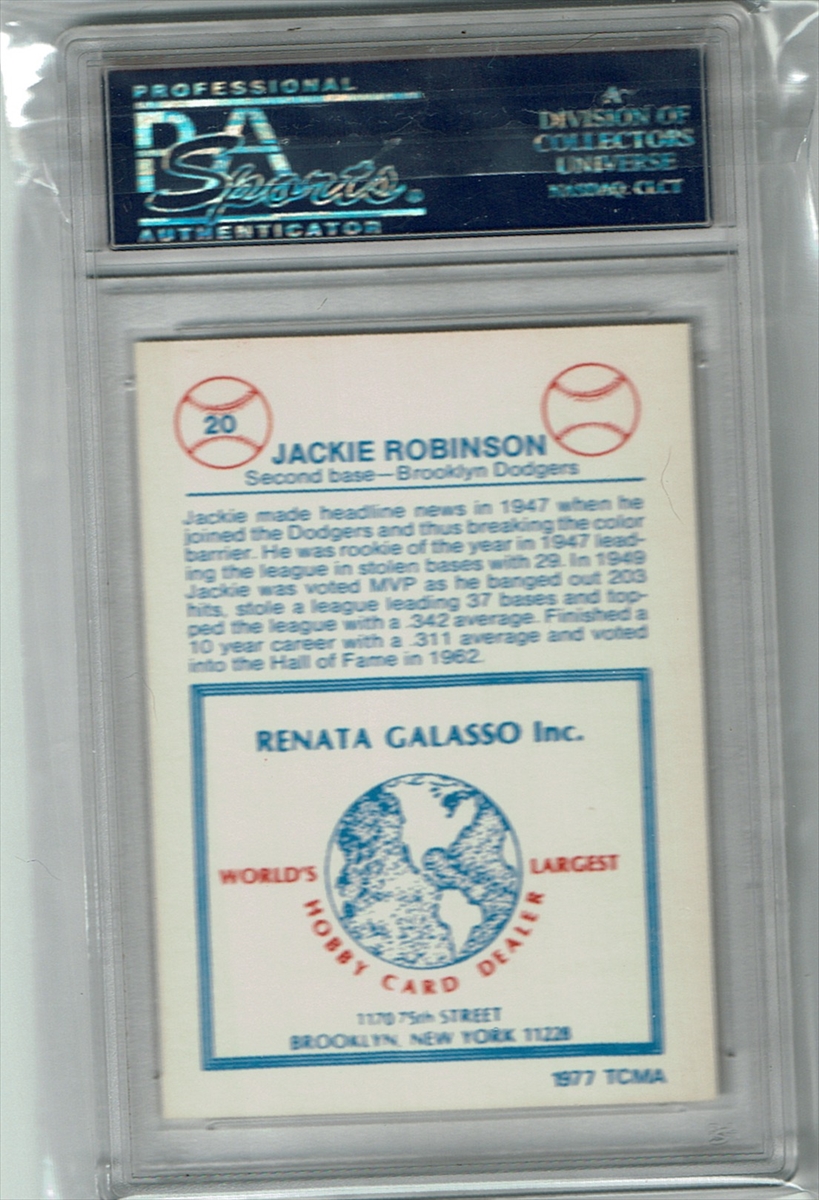 PROFESSIONAL
PSA
Sports.
AUTHENTICATOR
A
DIVISION OF
COLLECTORS
UNIVERSE
NASDAQ: CLCT
20
JACKIE ROBINSON
Second base—Brooklyn Dodgers
Jackie made headline news in 1947 when he
joined the Dodgers and thus breaking the color
barrier. He was rookie of the year in 1947 lead-
ing the league in stolen bases with 29. In 1949
Jackie was voted MVP as he banged out 203
hits, stole a league leading 37 bases and top-
ped the league with a .342 average. Finished a
10 year career with a .311 average and voted
into the Hall of Fame in 1962.
RENATA GALASSO Inc.
WORLD'S LARGEST
HOBBY CARD DEALER
1170 75th STREET
BROOKLYN, NEW YORK 11228
1977 TCMA